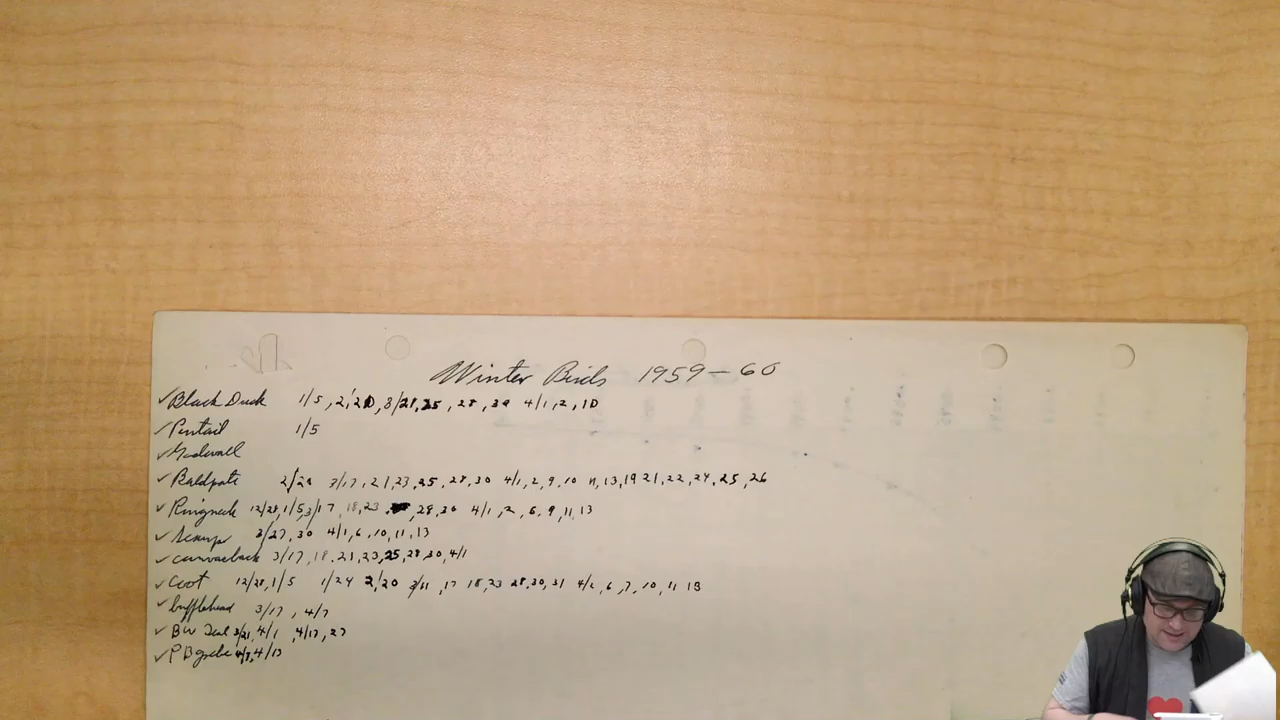 Winter Birds 1959-60
✓ Black Duck 1/5, 2/20, 3/21, 25, 28, 30 4/1, 2, 10
✓ Pintail 1/5
✓ Gadwall
✓ Baldpate 3/17, 21, 23, 25, 28, 30 4/1, 2, 9, 10 11, 13, 19 21, 22, 24, 25, 26
✓ Ringneck 12/28, 1/5, 3/17 18, 23 28, 30 4/1, 2, 6, 9, 11, 13
✓ Scaup 3/27, 30 4/1, 6, 10, 11, 13
✓ canvasback 3/17, 18, 21, 23, 25, 28, 30, 4/1
✓ Coot 12/28, 1/5 1/24 2/20 3/11, 17 18, 23 28, 30, 31 4/2, 6, 7, 10, 11 13
✓ bufflehead 3/17, 4/7
✓ BW Teal 3/21, 4/1 4/17, 27
✓ PB grebe 4/13